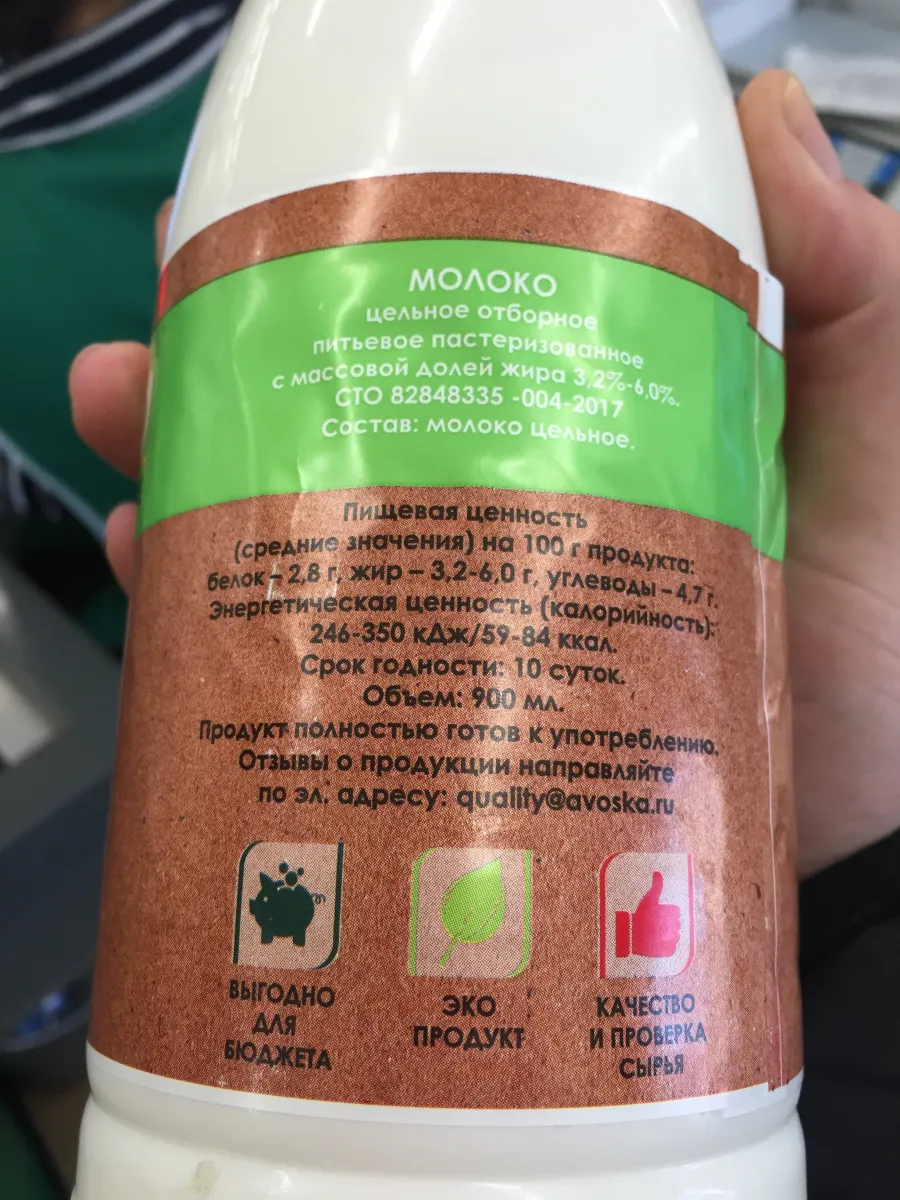 МОЛОКО
цельное отборное
питьевое пастеризованное
с массовой долей жира 3,2%-6,0%.
СТО 82848335 -004-2017
Состав: молоко цельное.
Пищевая ценность
(средние значения) на 100 г продукта:
белок – 2,8 г, жир – 3,2-6,0 г, углеводы – 4,7 г.
Энергетическая ценность (калорийность):
246-350 кДж/59-84 ккал.
Срок годности: 10 суток.
Объем: 900 мл.
Продукт полностью готов к употреблению.
Отзывы о продукции направляйте
по эл. адресу: quality@avoska.ru
ВЫГОДНО
ДЛЯ
БЮДЖЕТА
ЭКО
ПРОДУКТ
КАЧЕСТВО
И ПРОВЕРКА
СЫРЬЯ